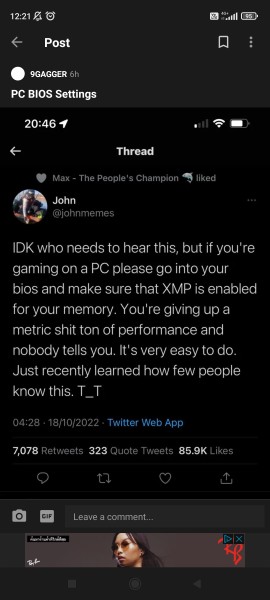 12:21
4G+
95
Post
9GAGGER 6h
PC BIOS Settings
20:46
Thread
Max - The People's Champion 🦈 liked
John
@johnmemes
IDK who needs to hear this, but if you're
gaming on a PC please go into your
bios and make sure that XMP is enabled
for your memory. You're giving up a
metric shit ton of performance and
nobody tells you. It's very easy to do.
Just recently learned how few people
know this. T_T
04:28 · 18/10/2022 · Twitter Web App
7,078 Retweets 323 Quote Tweets 85.9K Likes
GIF
Leave a comment...
Ray-Ban